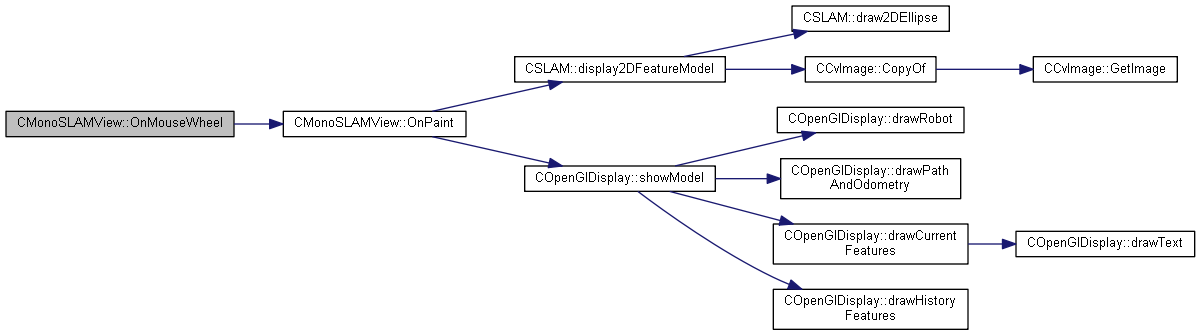 CSLAM::draw2DEllipse
CSLAM::display2DFeatureModel
CCvImage::CopyOf
CCvImage::GetImage
CMonoSLAMView::OnMouseWheel
CMonoSLAMView::OnPaint
COpenGlDisplay::drawRobot
COpenGlDisplay::showModel
COpenGlDisplay::drawPath
AndOdometry
COpenGlDisplay::drawCurrent
Features
COpenGlDisplay::drawText
COpenGlDisplay::drawHistory
Features